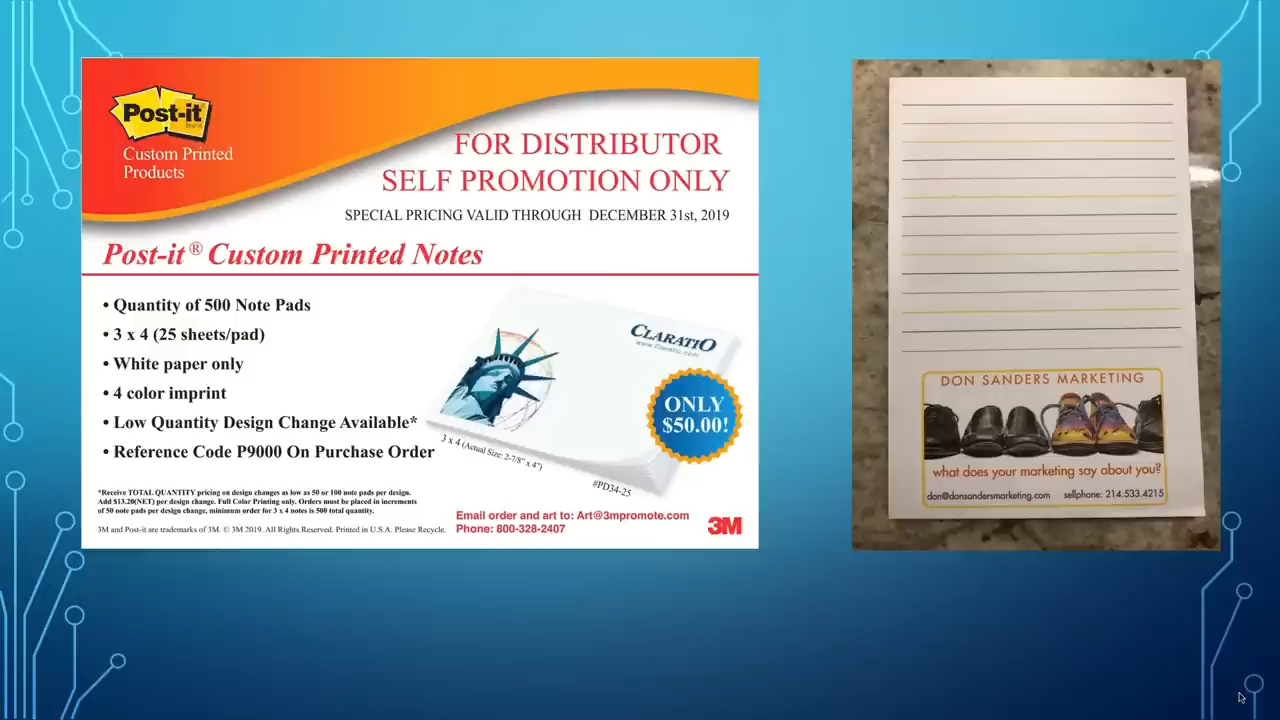 Post-it
Custom Printed
Products
FOR DISTRIBUTOR
SELF PROMOTION ONLY
SPECIAL PRICING VALID THROUGH DECEMBER 31st, 2019
Post-it ® Custom Printed Notes
• Quantity of 500 Note Pads
• 3 x 4 (25 sheets/pad)
• White paper only
• 4 color imprint
• Low Quantity Design Change Available*
• Reference Code P9000 On Purchase Order
CLARATIO
www.Claratio.com
ONLY
$50.00!
3 x 4 (Actual Size: 2-7/8" x 4")
#PD34-25
*Receive TOTAL QUANTITY pricing on design changes as low as 50 or 100 note pads per design.
Add $13.20(NET) per design change. Full Color Printing only. Orders must be placed in increments
of 50 note pads per design change, minimum order for 3 x 4 notes is 500 total quantity.
3M and Post-it are trademarks of 3M. © 3M 2019. All Rights Reserved. Printed in U.S.A. Please Recycle.
Email order and art to: Art@3mpromote.com
Phone: 800-328-2407
3M
DON SANDERS MARKETING
what does your marketing say about you?
don@donsandersmarketing.com sellphone: 214.533.4215